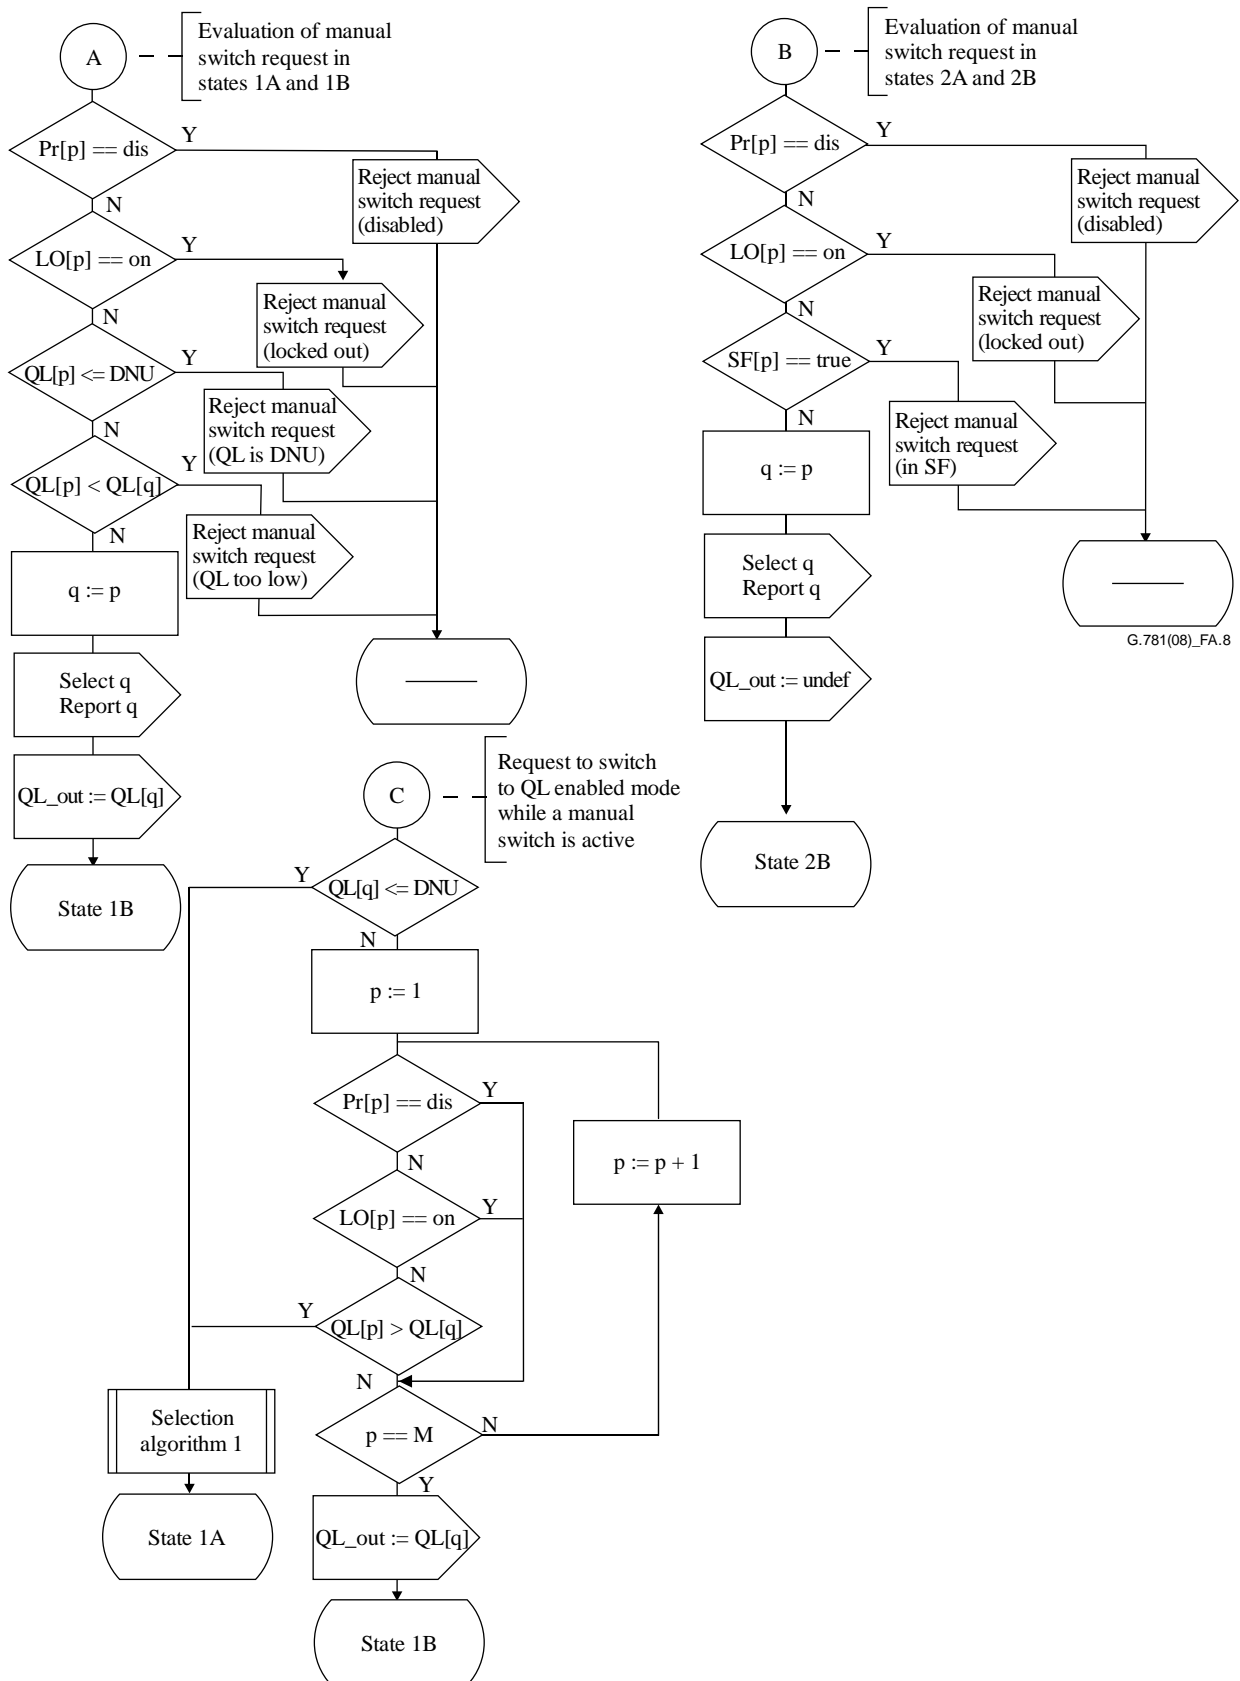 A
Evaluation of manual
switch request in
states 1A and 1B
Pr[p] == dis
Y
N
Reject manual
switch request
(disabled)
LO[p] == on
Y
N
Reject manual
switch request
(locked out)
QL[p] <= DNU
Y
N
Reject manual
switch request
(QL is DNU)
QL[p] < QL[q]
Y
N
Reject manual
switch request
(QL too low)
q := p
Select q
Report q
QL_out := QL[q]
State 1B
B
Evaluation of manual
switch request in
states 2A and 2B
Pr[p] == dis
Y
N
Reject manual
switch request
(disabled)
LO[p] == on
Y
N
Reject manual
switch request
(locked out)
SF[p] == true
Y
N
Reject manual
switch request
(in SF)
q := p
Select q
Report q
QL_out := undef
State 2B
G.781(08)_FA.8
C
Request to switch
to QL enabled mode
while a manual
switch is active
QL[q] <= DNU
Y
N
p := 1
Pr[p] == dis
Y
N
p := p + 1
LO[p] == on
Y
N
QL[p] > QL[q]
Y
N
p == M
N
Y
Selection
algorithm 1
State 1A
QL_out := QL[q]
State 1B